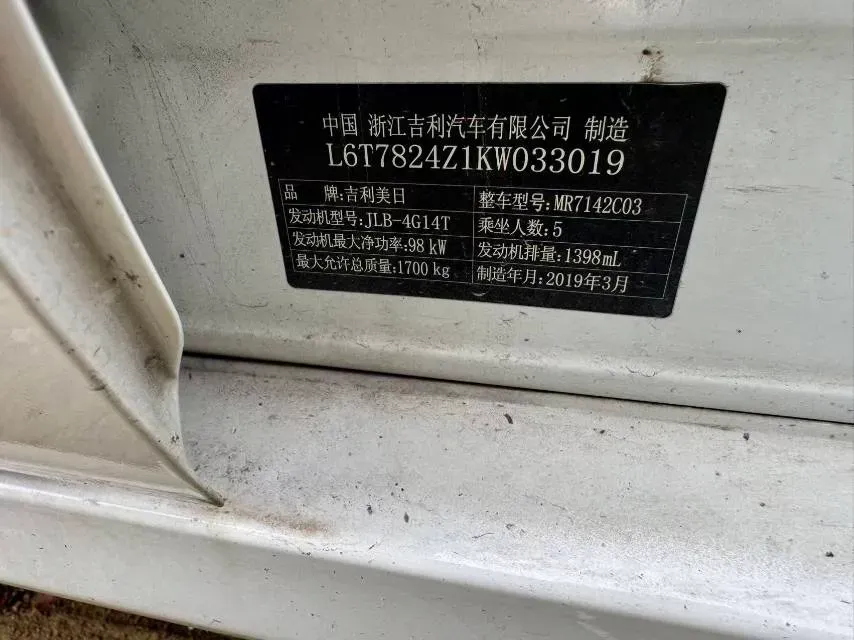 中国 浙江吉利汽车有限公司 制造
L6T7824Z1KW033019
品 牌:吉利美日 整车型号:MR7142C03
发动机型号:JLB-4G14T 乘坐人数:5
发动机最大净功率:98 kW 发动机排量:1398mL
最大允许总质量:1700 kg 制造年月:2019年3月